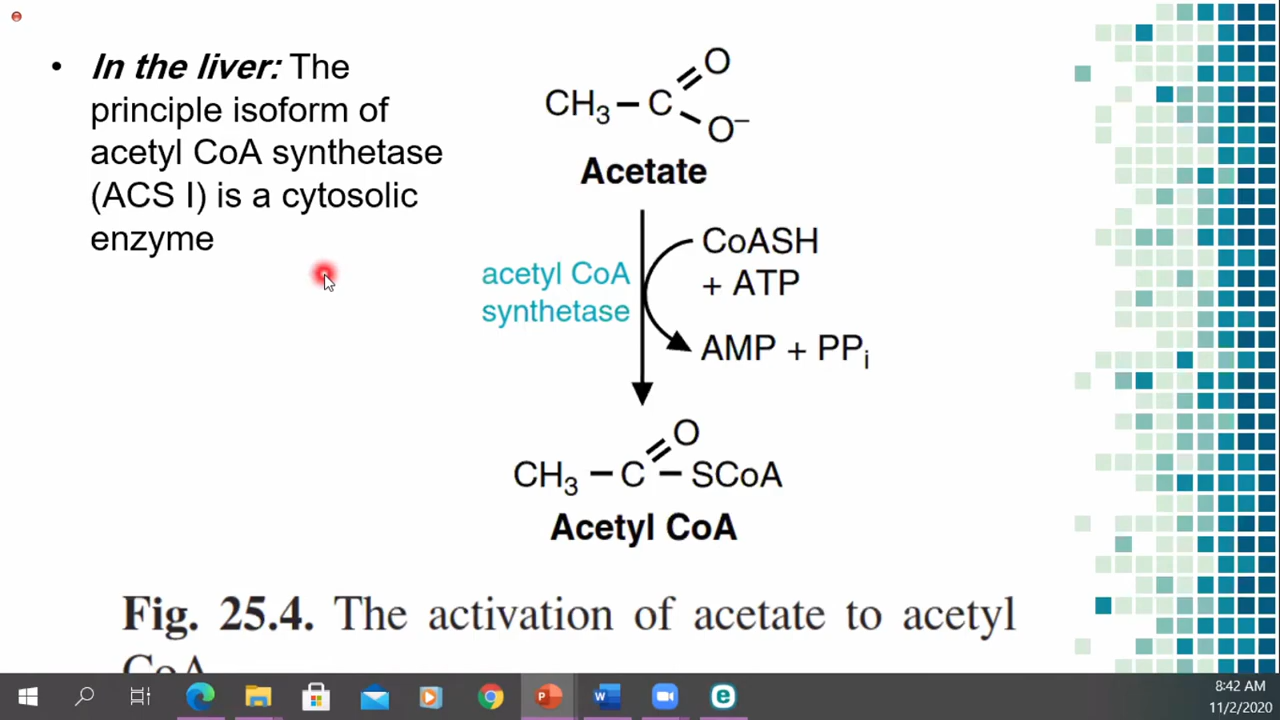 • In the liver: The
principle isoform of
acetyl CoA synthetase
(ACS I) is a cytosolic
enzyme
O
CH₃ – C
O⁻
Acetate
CoASH
+ ATP
acetyl CoA
synthetase
AMP + PPᵢ
O
CH₃ – C – SCoA
Acetyl CoA
Fig. 25.4. The activation of acetate to acetyl
CoA
8:42 AM
11/2/2020